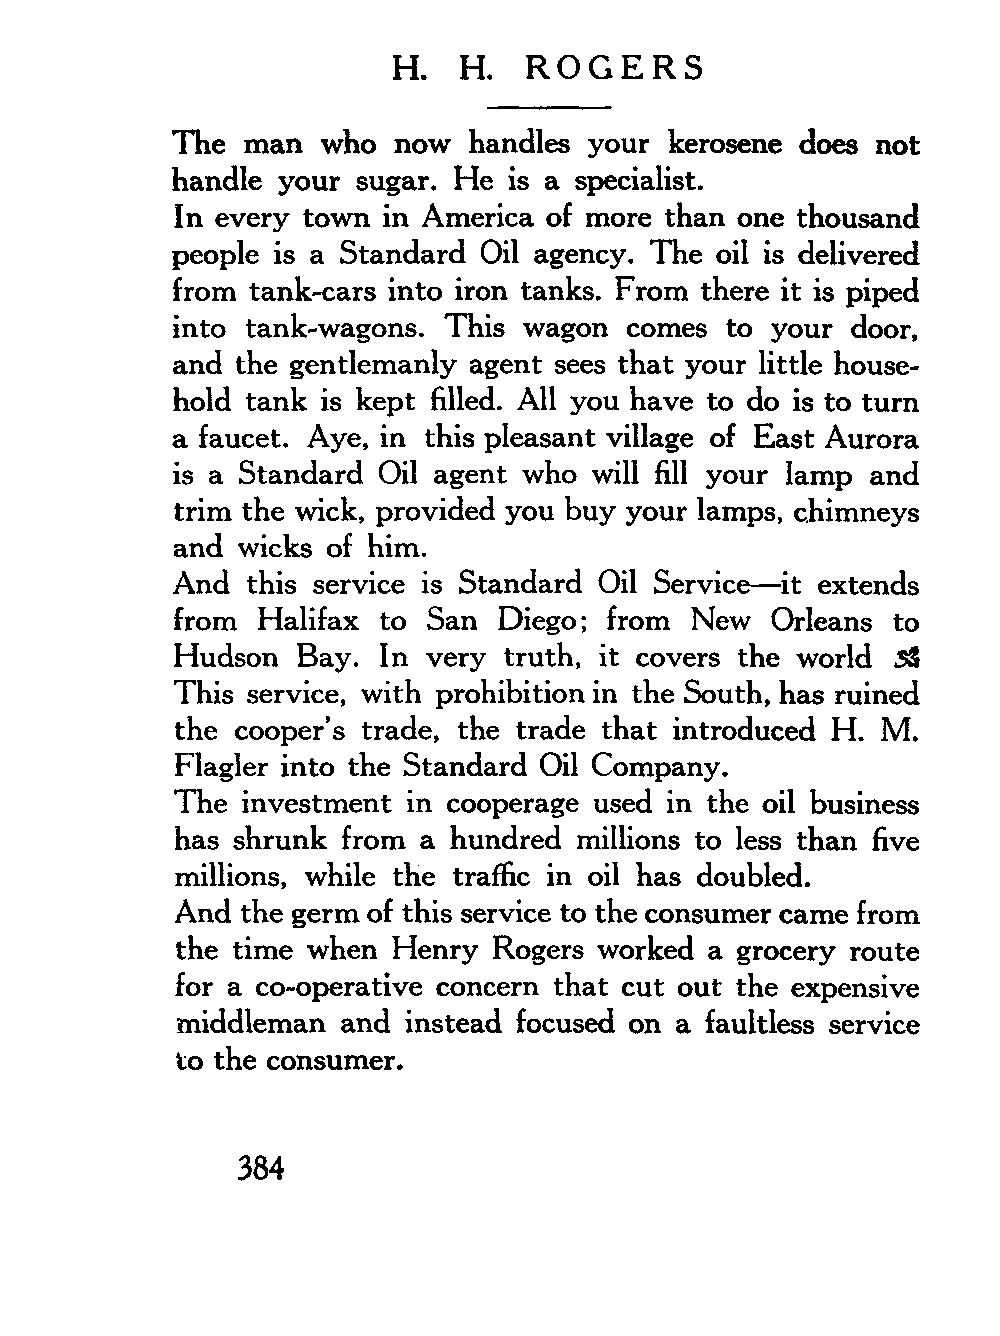 H. H. ROGERS
The man who now handles your kerosene does not
handle your sugar. He is a specialist.
In every town in America of more than one thousand
people is a Standard Oil agency. The oil is delivered
from tank-cars into iron tanks. From there it is piped
into tank-wagons. This wagon comes to your door,
and the gentlemanly agent sees that your little house-
hold tank is kept filled. All you have to do is to turn
a faucet. Aye, in this pleasant village of East Aurora
is a Standard Oil agent who will fill your lamp and
trim the wick, provided you buy your lamps, chimneys
and wicks of him.
And this service is Standard Oil Service—it extends
from Halifax to San Diego; from New Orleans to
Hudson Bay. In very truth, it covers the world
This service, with prohibition in the South, has ruined
the cooper's trade, the trade that introduced H. M.
Flagler into the Standard Oil Company.
The investment in cooperage used in the oil business
has shrunk from a hundred millions to less than five
millions, while the traffic in oil has doubled.
And the germ of this service to the consumer came from
the time when Henry Rogers worked a grocery route
for a co-operative concern that cut out the expensive
middleman and instead focused on a faultless service
to the consumer.
384